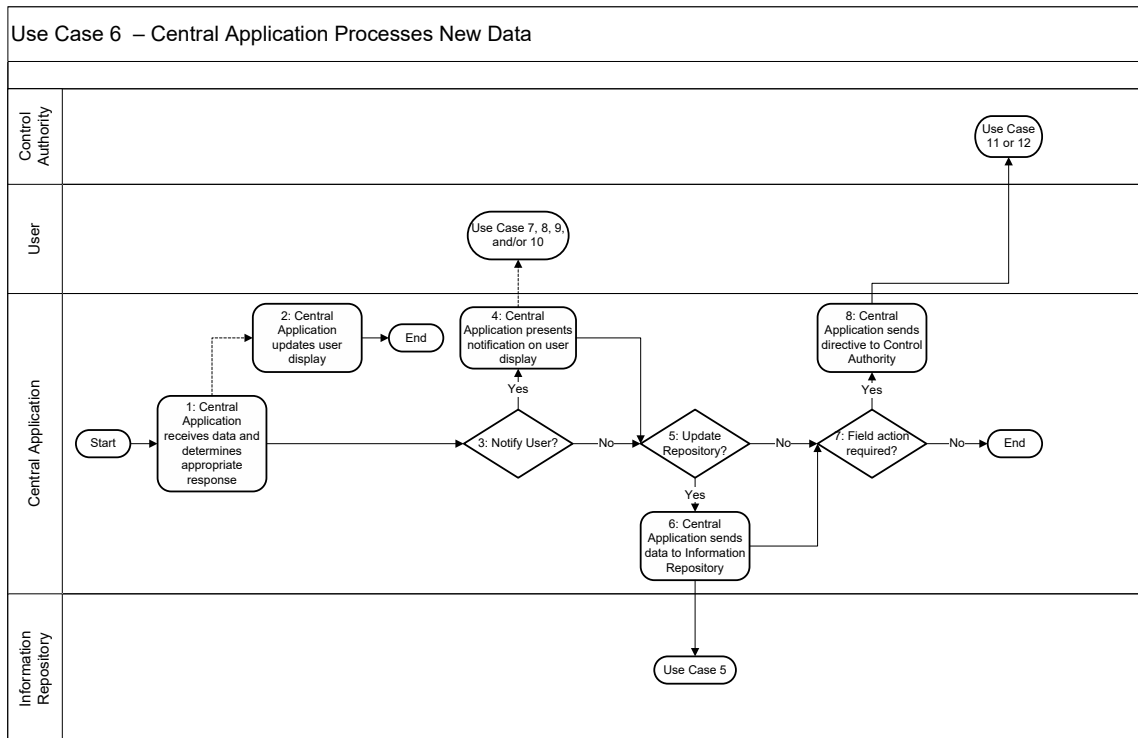 Use Case 6 – Central Application Processes New Data
Control
Authority
Use Case
11 or 12
User
Use Case 7, 8, 9,
and/or 10
Central Application
Start
1: Central
Application
receives data and
determines
appropriate
response
2: Central
Application
updates user
display
End
3: Notify User?
Yes
No
4: Central
Application presents
notification on user
display
5: Update
Repository?
No
Yes
6: Central
Application sends
data to Information
Repository
7: Field action
required?
Yes
No
End
8: Central
Application sends
directive to Control
Authority
Information
Repository
Use Case 5